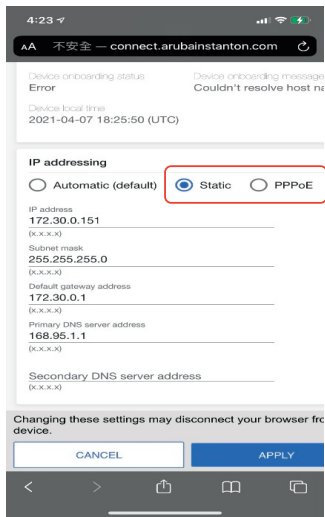 4:23
AA 不安全 — connect.arubainstanton.com
Device onboarding status Device onboarding message
Error Couldn't resolve host na
Device local time
2021-04-07 18:25:50 (UTC)
IP addressing
Automatic (default) Static PPPoE
IP address
172.30.0.151
(x.x.x.x)
Subnet mask
255.255.255.0
(x.x.x.x)
Default gateway address
172.30.0.1
(x.x.x.x)
Primary DNS server address
168.95.1.1
(x.x.x.x)
Secondary DNS server address
(x.x.x.x)
Changing these settings may disconnect your browser fro
device.
CANCEL APPLY